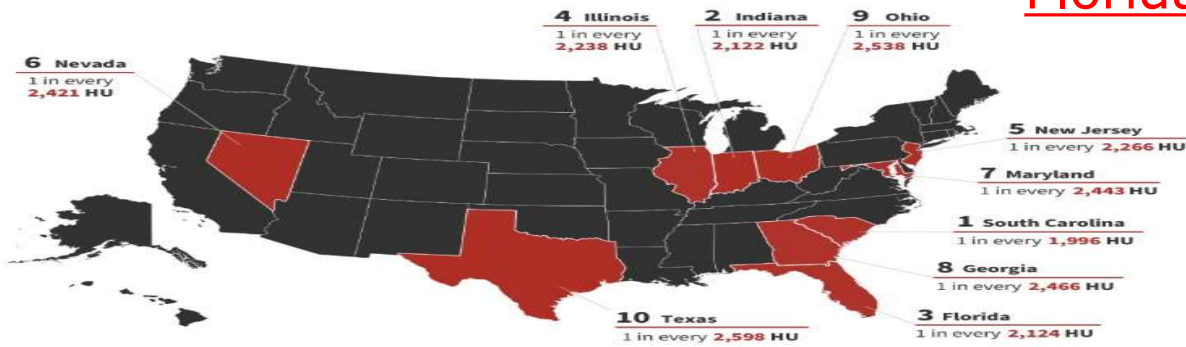 Florida
4 Illinois
1 in every
2,238 HU
2 Indiana
1 in every
2,122 HU
9 Ohio
1 in every
2,538 HU
6 Nevada
1 in every
2,421 HU
5 New Jersey
1 in every 2,266 HU
7 Maryland
1 in every 2,443 HU
1 South Carolina
1 in every 1,996 HU
8 Georgia
1 in every 2,466 HU
3 Florida
1 in every 2,124 HU
10 Texas
1 in every 2,598 HU